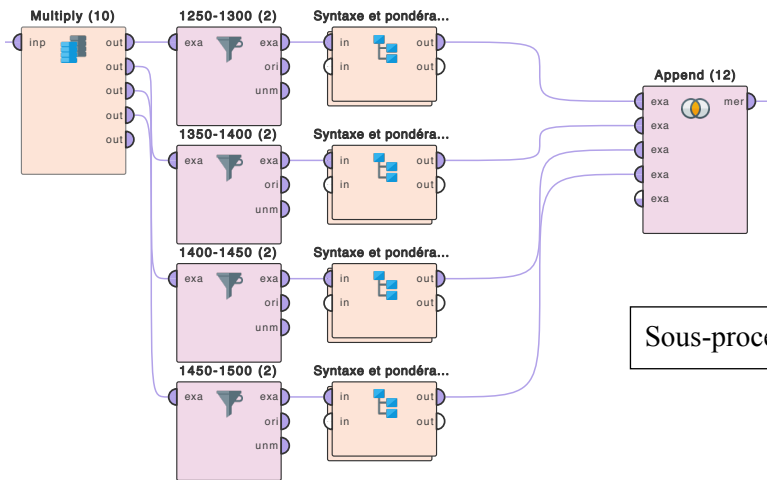 Multiply (10)
inp
out
out
out
out
out
1250-1300 (2)
exa
exa
ori
unm
Syntaxe et pondéra...
in
out
in
out
1350-1400 (2)
exa
exa
ori
unm
Syntaxe et pondéra...
in
out
in
out
1400-1450 (2)
exa
exa
ori
unm
Syntaxe et pondéra...
in
out
in
out
1450-1500 (2)
exa
exa
ori
unm
Syntaxe et pondéra...
in
out
in
out
Append (12)
exa
mer
exa
exa
exa
exa